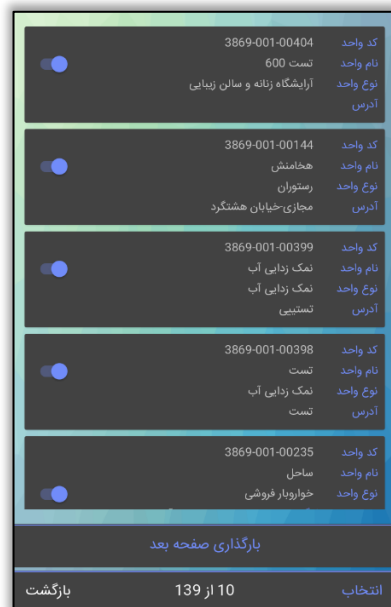 کد واحد 3869-001-00404
نام واحد تست 600
نوع واحد آرایشگاه زنانه و سالن زیبایی
آدرس
کد واحد 3869-001-00144
نام واحد هخامنش
نوع واحد رستوران
آدرس مجازی-خیابان هشتگرد
کد واحد 3869-001-00399
نام واحد نمک زدایی آب
نوع واحد نمک زدایی آب
آدرس تستیپی
کد واحد 3869-001-00398
نام واحد تست
نوع واحد نمک زدایی آب
آدرس تست
کد واحد 3869-001-00235
نام واحد ساحل
نوع واحد خواروبار فروشی
بارگذاری صفحه بعد
انتخاب 10 از 139 بازگشت